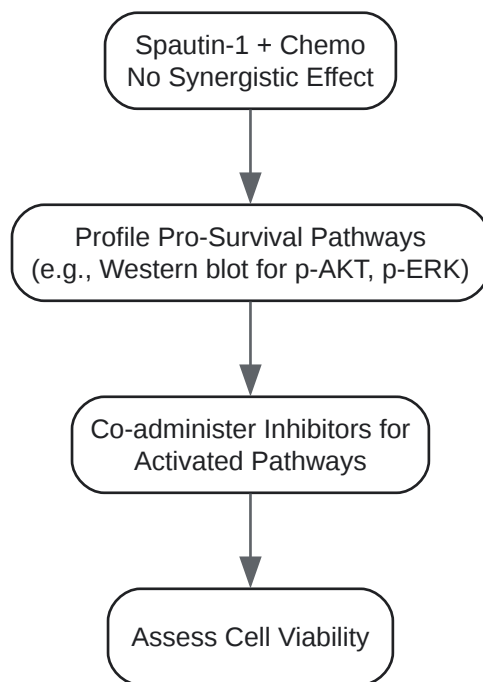 Spautin-1 + Chemo
No Synergistic Effect
Profile Pro-Survival Pathways
(e.g., Western blot for p-AKT, p-ERK)
Co-administer Inhibitors for
Activated Pathways
Assess Cell Viability